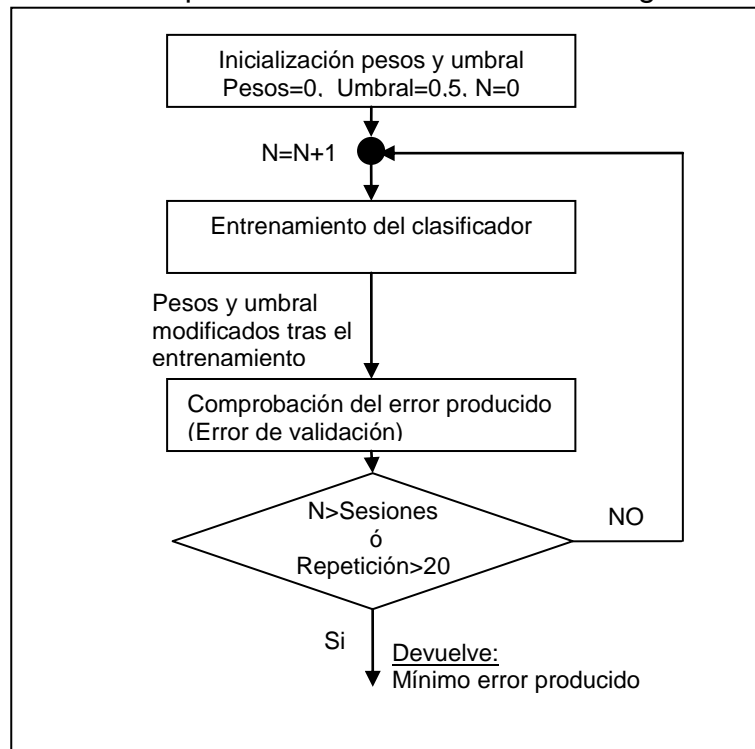 Inicialización pesos y umbral
Pesos=0, Umbral=0.5, N=0
N=N+1
Entrenamiento del clasificador
Pesos y umbral
modificados tras el
entrenamiento
Comprobación del error producido
(Error de validación)
N>Sesiones
ó
Repetición>20
NO
Si
Devuelve:
Mínimo error producido